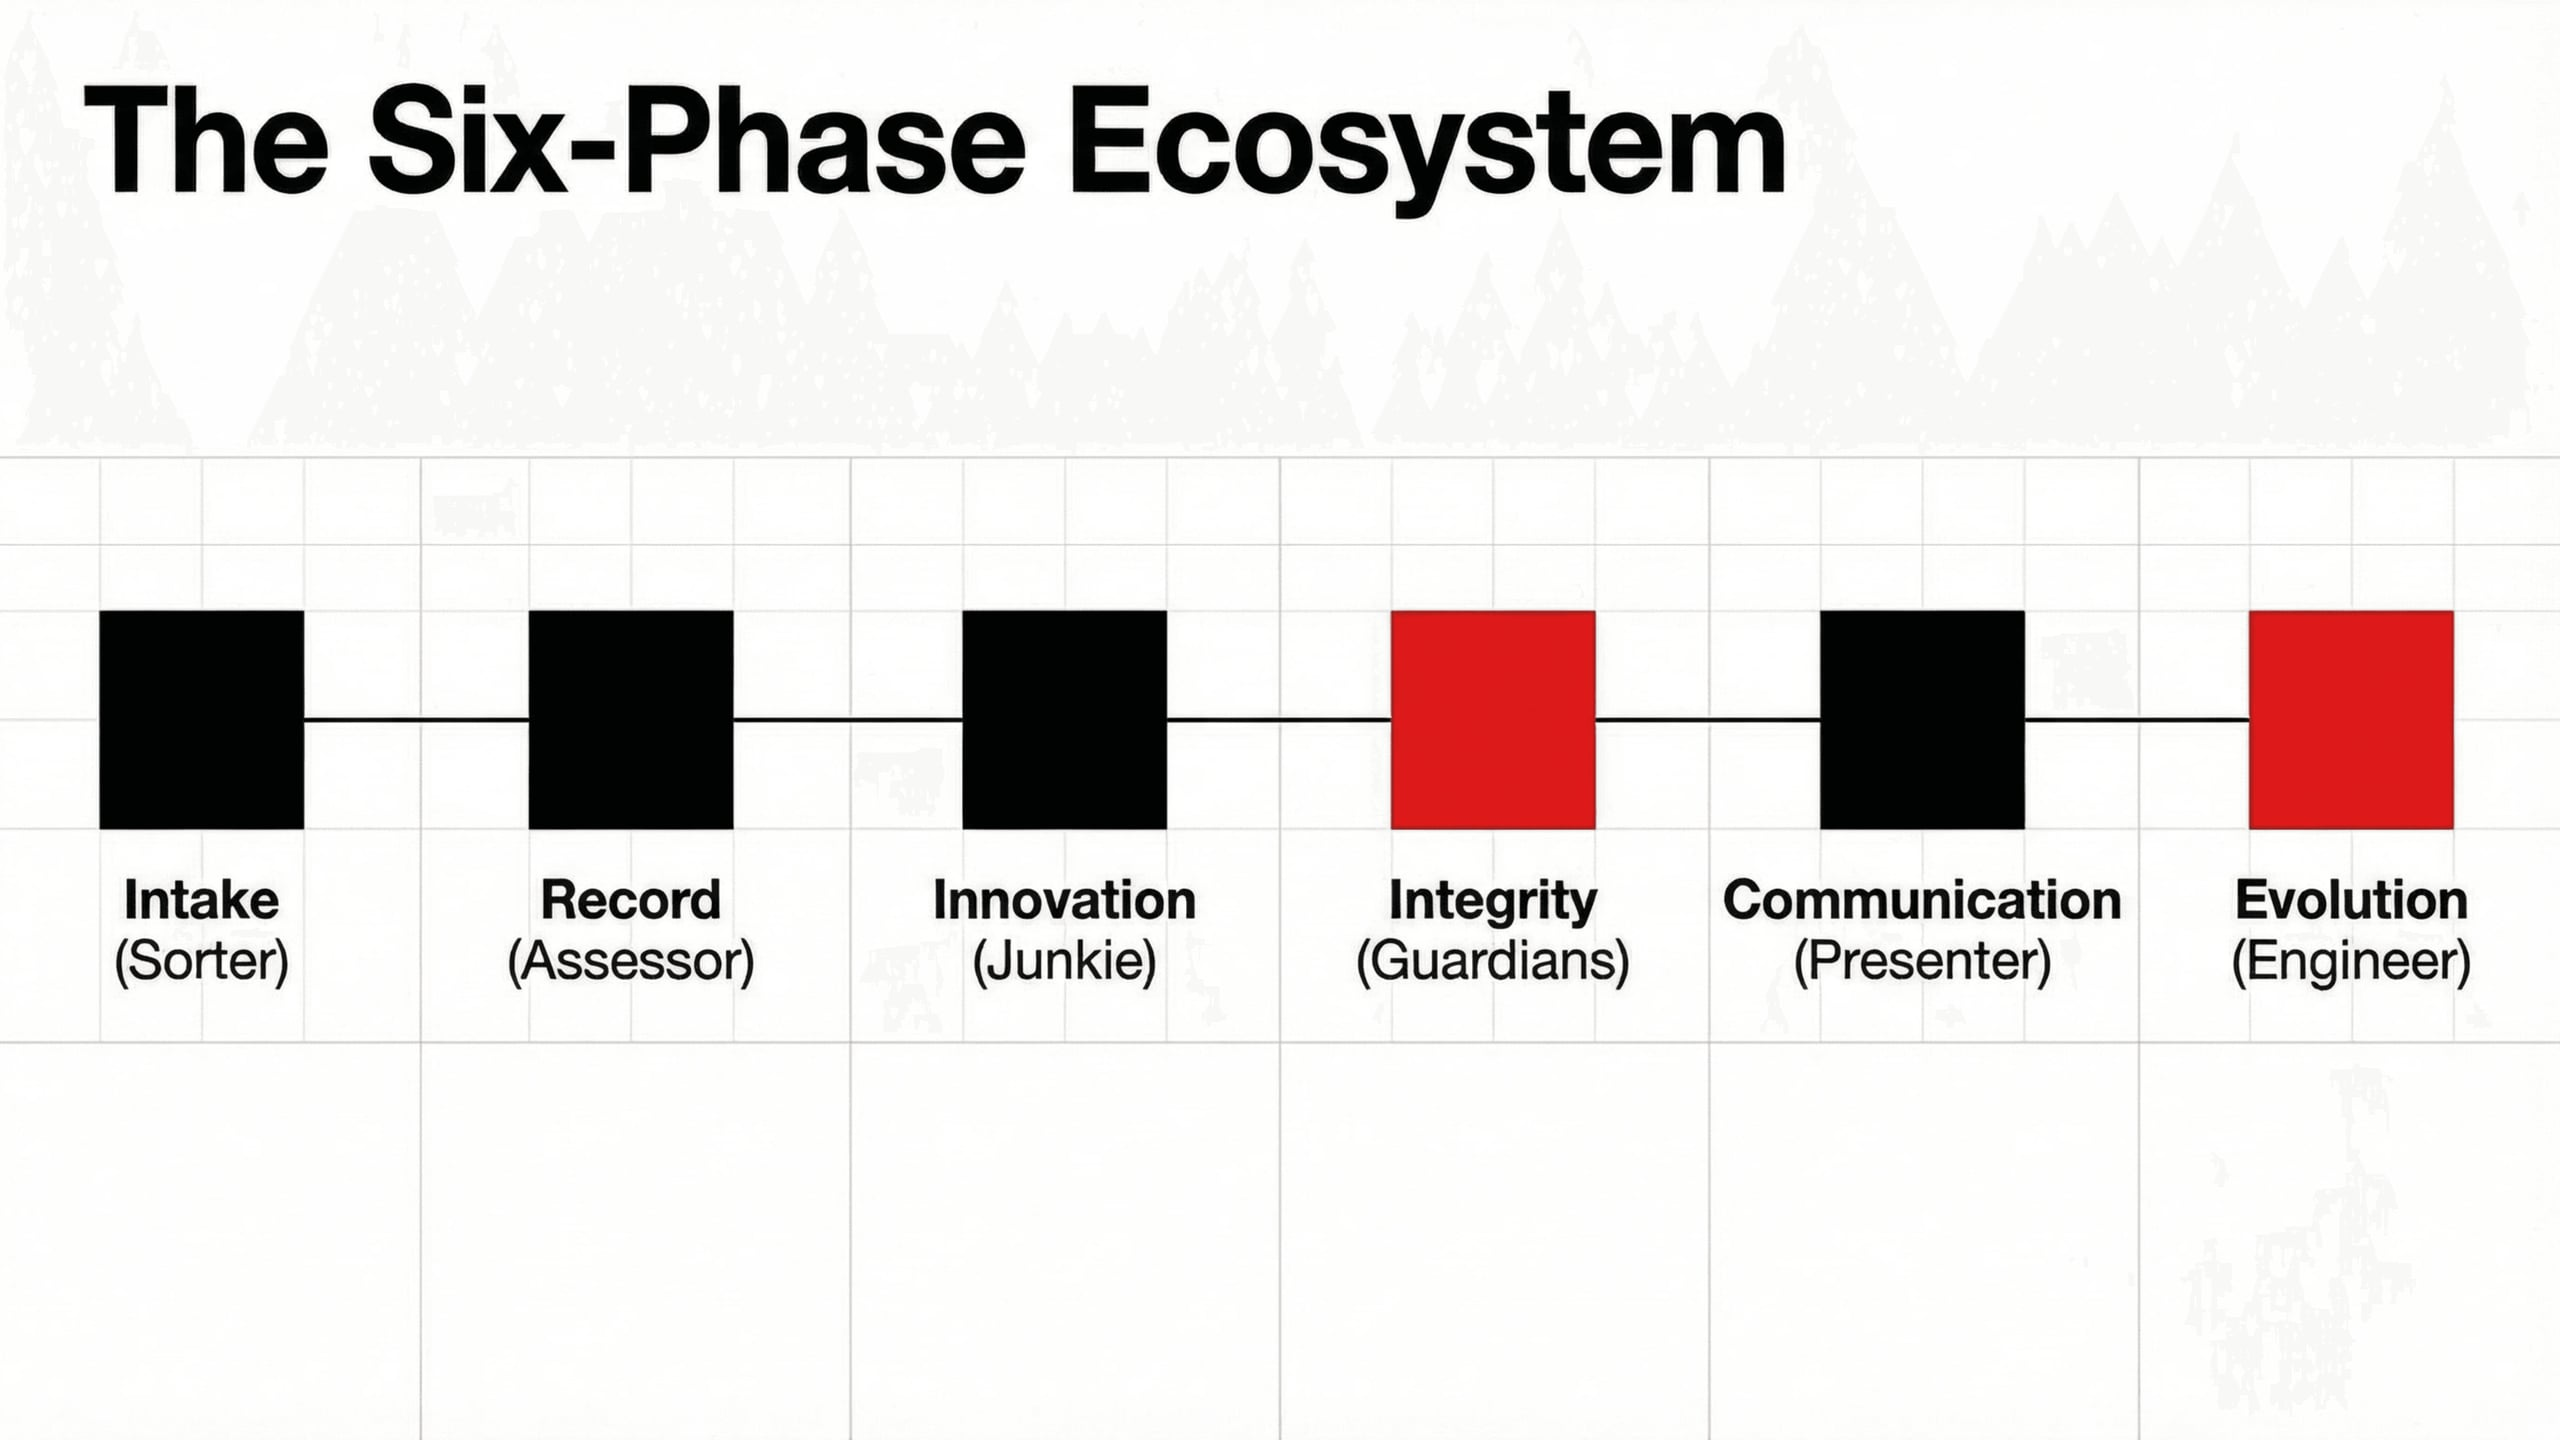 The Six-Phase Ecosystem
Intake
(Sorter)
Record
(Assessor)
Innovation
(Junkie)
Integrity
(Guardians)
Communication
(Presenter)
Evolution
(Engineer)